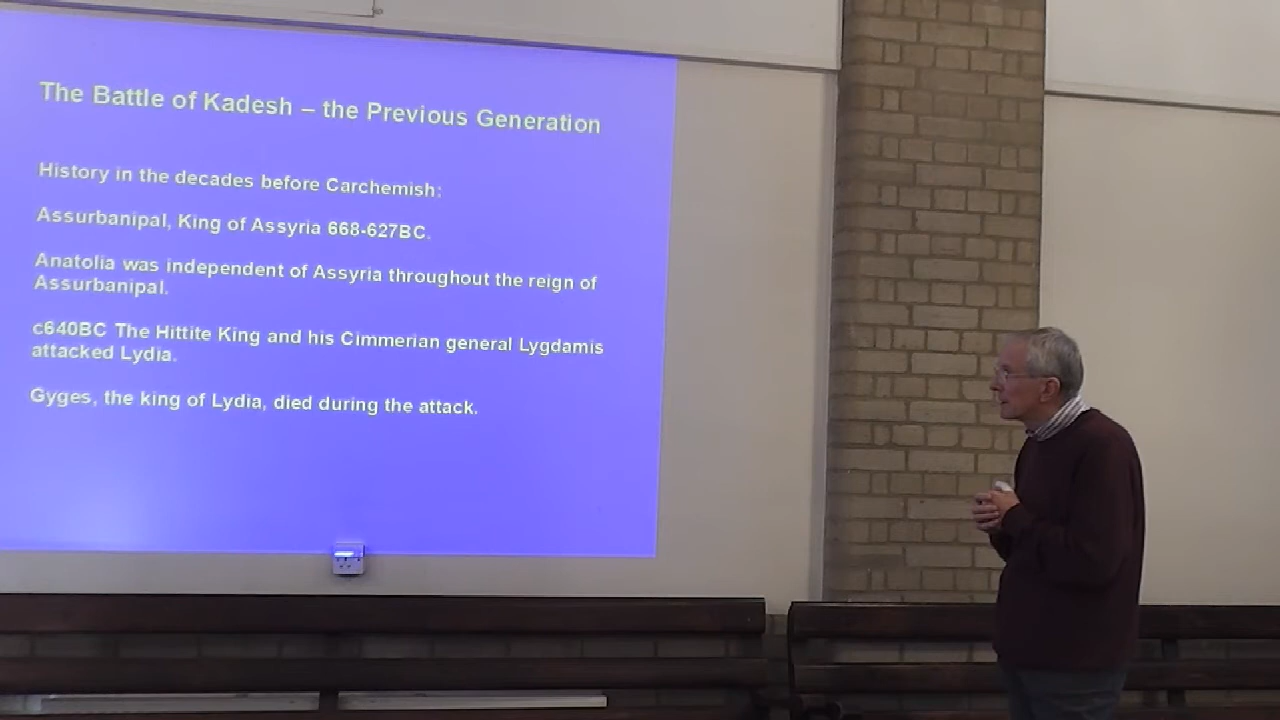 The Battle of Kadesh – the Previous Generation
History in the decades before Carchemish:
Assurbanipal, King of Assyria 668-627BC.
Anatolia was independent of Assyria throughout the reign of
Assurbanipal.
c640BC The Hittite King and his Cimmerian general Lygdamis
attacked Lydia.
Gyges, the king of Lydia, died during the attack.